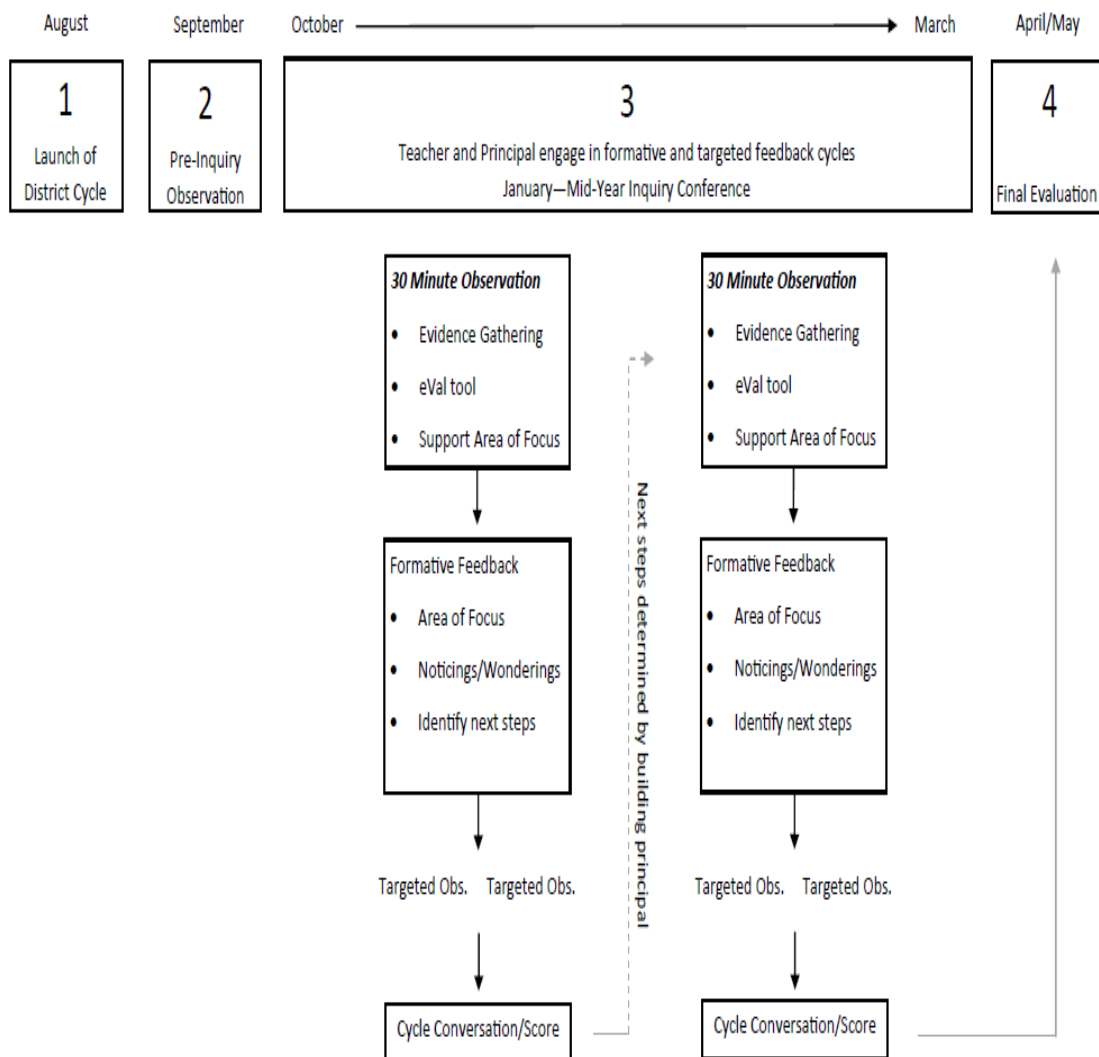 August
September
October
March
April/May
1
Launch of
District Cycle
2
Pre-Inquiry
Observation
3
Teacher and Principal engage in formative and targeted feedback cycles
January—Mid-Year Inquiry Conference
4
Final Evaluation
30 Minute Observation
• Evidence Gathering
• eVal tool
• Support Area of Focus
Formative Feedback
• Area of Focus
• Noticings/Wonderings
• Identify next steps
Targeted Obs. Targeted Obs.
Cycle Conversation/Score
Next steps determined by building principal
30 Minute Observation
• Evidence Gathering
• eVal tool
• Support Area of Focus
Formative Feedback
• Area of Focus
• Noticings/Wonderings
• Identify next steps
Targeted Obs. Targeted Obs.
Cycle Conversation/Score